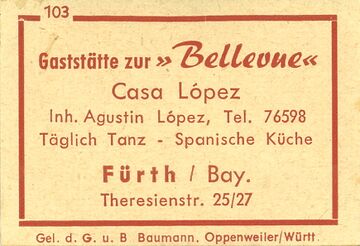 103
Gaststätte zur »Bellevue«
Casa López
Inh. Agustin López, Tel. 76598
Täglich Tanz - Spanische Küche
Fürth / Bay.
Theresienstr. 25/27
Gel. d. G. u. B Baumann, Oppenweiler/Württ.